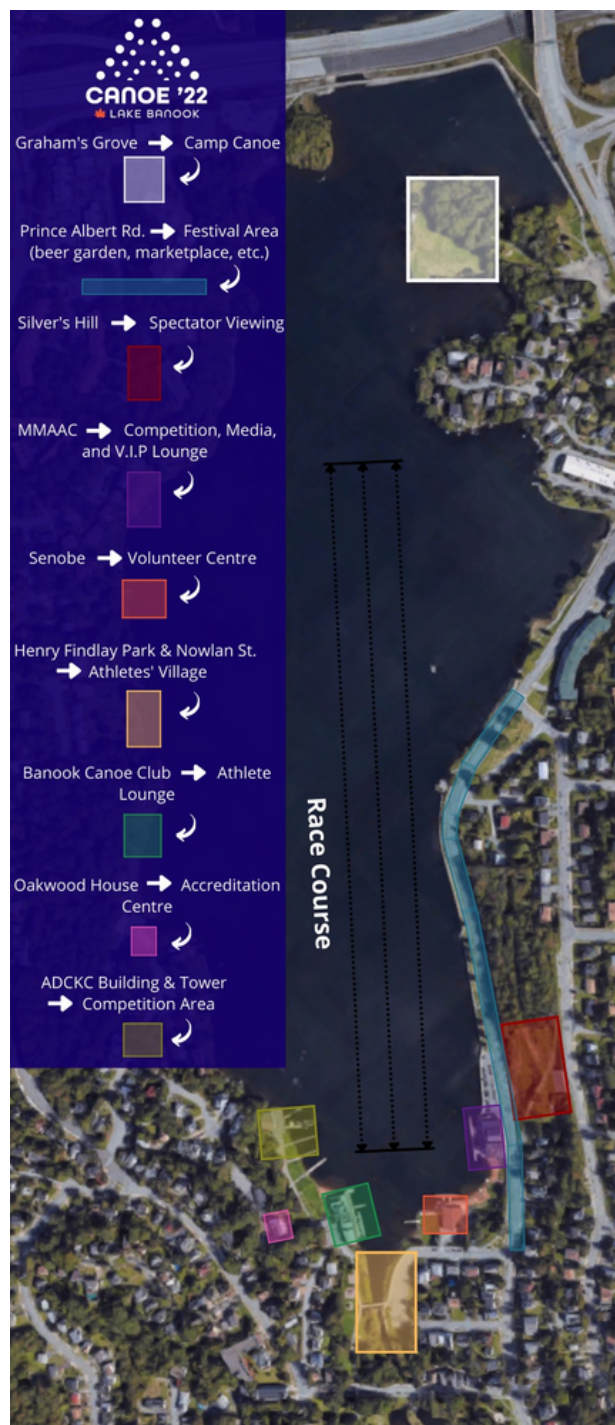 CANOE '22
LAKE BANOOK
Graham's Grove → Camp Canoe
Prince Albert Rd. → Festival Area
(beer garden, marketplace, etc.)
Silver's Hill → Spectator Viewing
MMAAC → Competition, Media,
and V.I.P Lounge
Senobe → Volunteer Centre
Henry Findlay Park & Nowlan St.
→ Athletes' Village
Banook Canoe Club → Athlete
Lounge
Oakwood House → Accreditation
Centre
ADCKC Building & Tower
→ Competition Area
Race Course